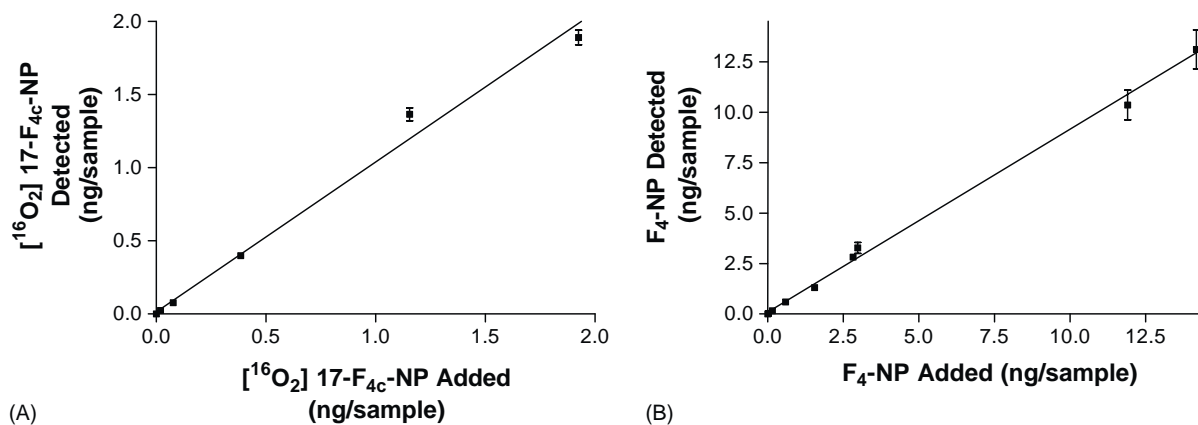 2.0
1.5
1.0
0.5
0.0
[¹⁶O₂] 17-F₄c-NP
Detected
(ng/sample)
0.0 0.5 1.0 1.5 2.0
[¹⁶O₂] 17-F₄c-NP Added
(ng/sample)
(A)
12.5
10.0
7.5
5.0
2.5
0.0
F₄-NP Detected
(ng/sample)
0.0 2.5 5.0 7.5 10.0 12.5
F₄-NP Added (ng/sample)
(B)